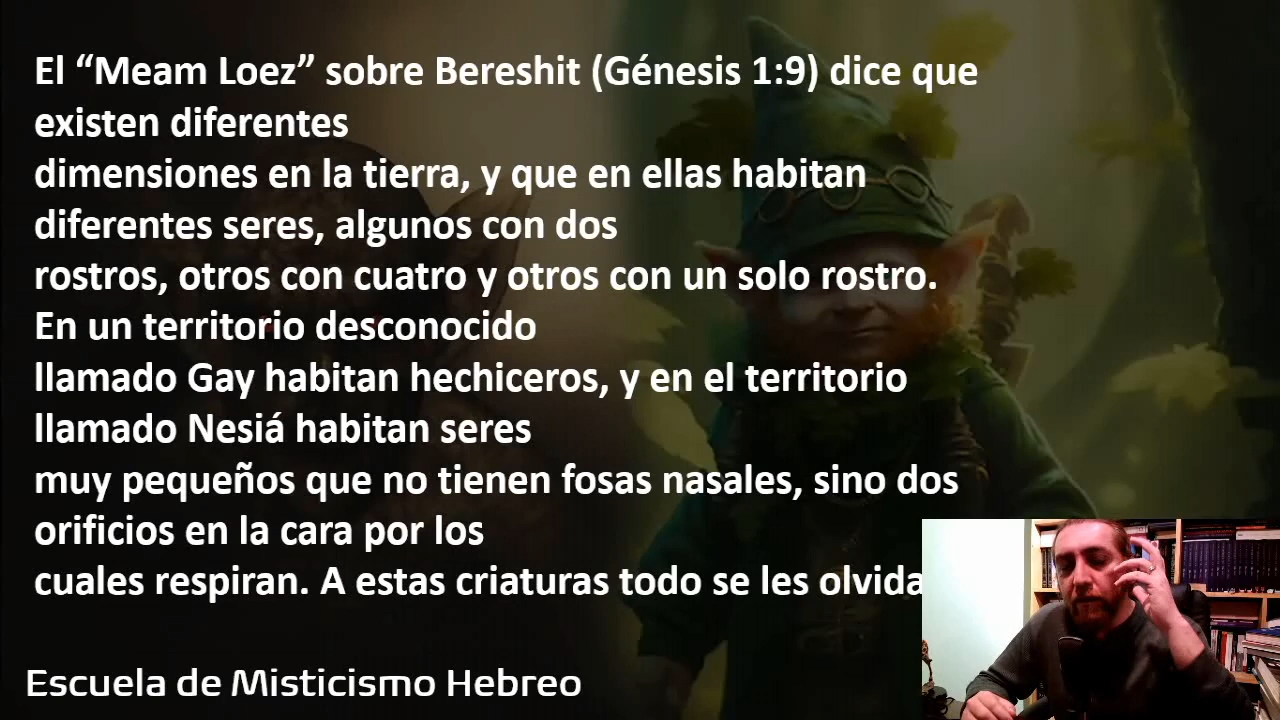 El “Meam Loez” sobre Bereshit (Génesis 1:9) dice que
existen diferentes
dimensiones en la tierra, y que en ellas habitan
diferentes seres, algunos con dos
rostros, otros con cuatro y otros con un solo rostro.
En un territorio desconocido
llamado Gay habitan hechiceros, y en el territorio
llamado Nesiá habitan seres
muy pequeños que no tienen fosas nasales, sino dos
orificios en la cara por los
cuales respiran. A estas criaturas todo se les olvida
Escuela de Misticismo Hebreo